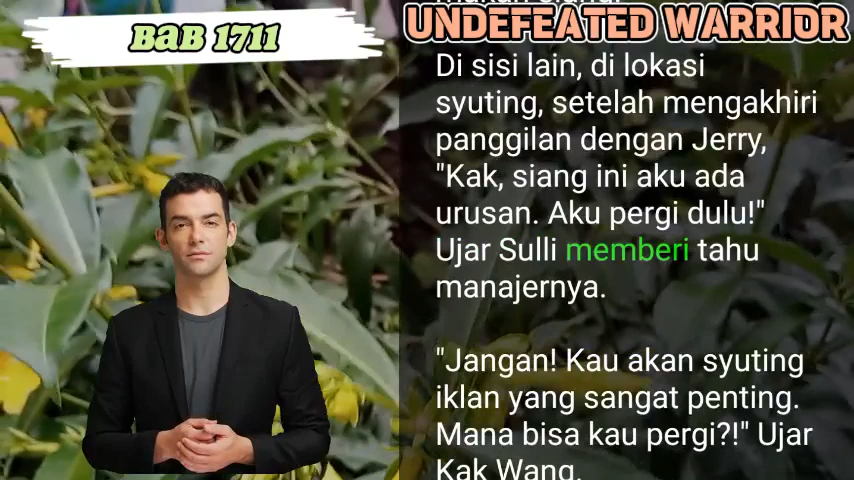 BAB 1711
UNDEFEATED WARRIOR
Di sisi lain, di lokasi
syuting, setelah mengakhiri
panggilan dengan Jerry,
"Kak, siang ini aku ada
urusan. Aku pergi dulu!"
Ujar Sulli memberi tahu
manajernya.
"Jangan! Kau akan syuting
iklan yang sangat penting.
Mana bisa kau pergi?!" Ujar
Kak Wang.